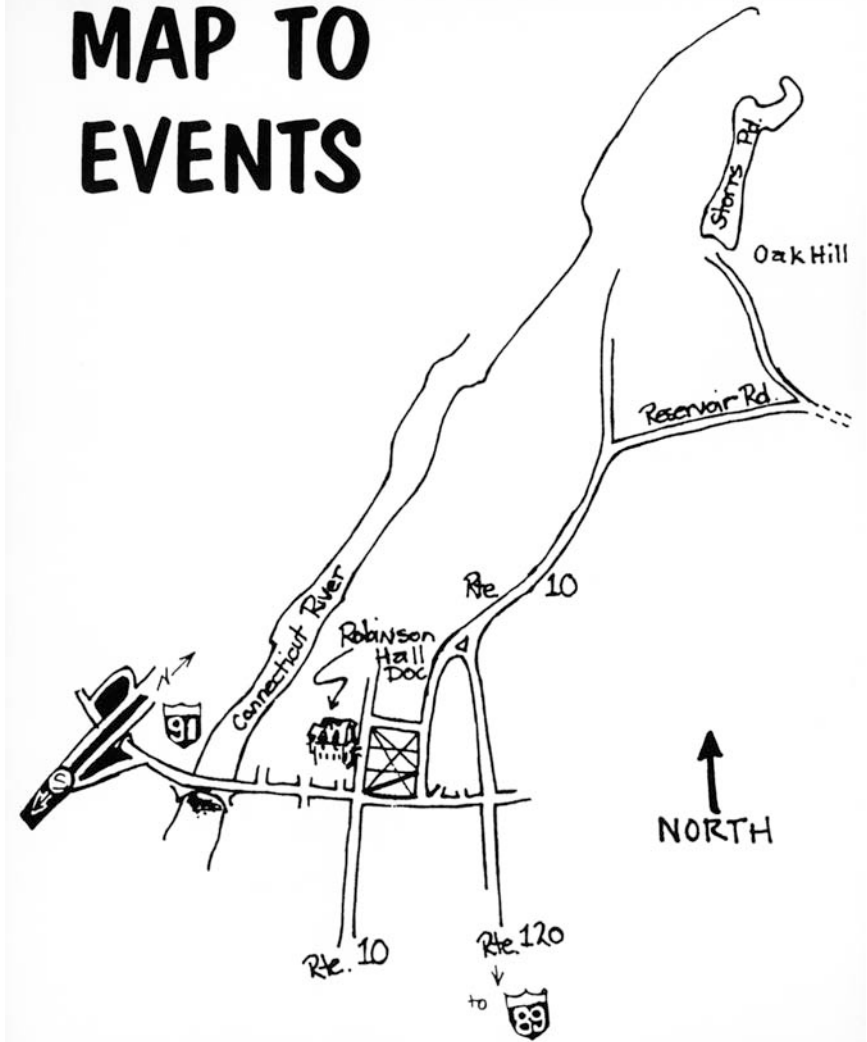 MAP TO
EVENTS
Storrs Pd.
Oak Hill
Reservoir Rd.
Rte 10
Connecticut River
Robinson
Hall
DOC
N
91
S
NORTH
Rte. 10
Rte. 120
to 89